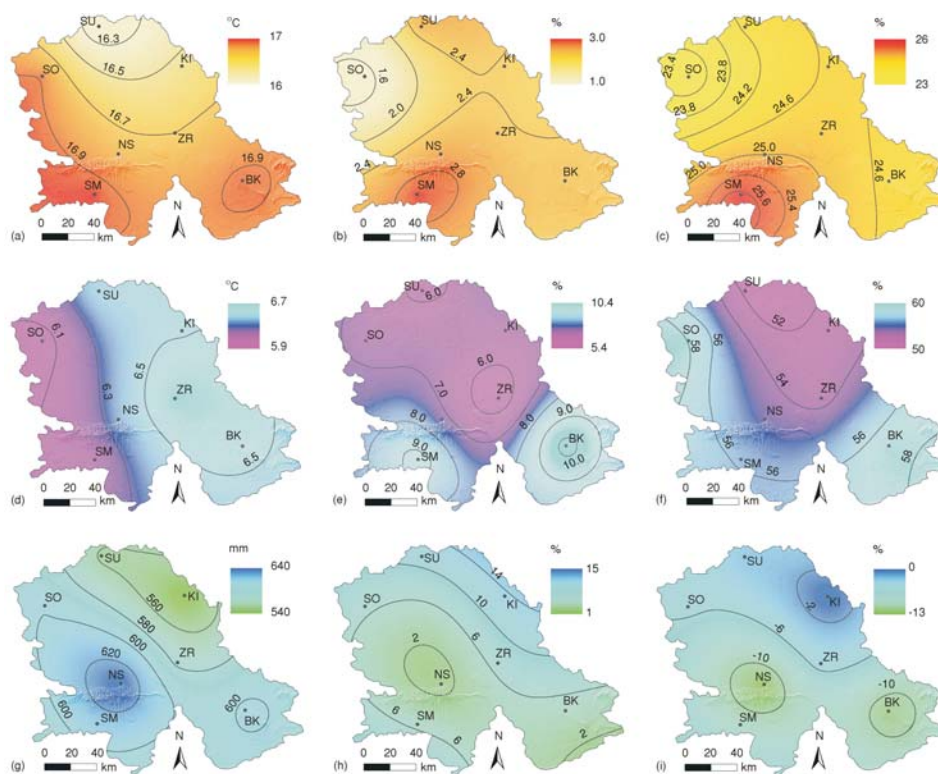 °C
17
16
SU
16.3
KI
16.5
SO
16.7
ZR
16.9
NS
16.9
BK
SM
N
(a)
0 20 40
km
%
3.0
1.0
SU
2.4
KI
SO
1.6
2.0
2.4
ZR
NS
2.4
2.8
SM
BK
N
(b)
0 20 40
km
%
26
23
SU
KI
23.4
SO
23.8
24.2
23.8
24.6
ZR
25.0
NS
25.0
24.6
SM
25.6
25.4
BK
N
(c)
0 20 40
km
°C
6.7
5.9
SU
6.1
KI
SO
6.3
6.5
ZR
NS
BK
SM
6.5
N
(d)
0 20 40
km
%
10.4
5.4
SU
6.0
KI
SO
6.0
7.0
ZR
8.0
8.0
9.0
9.0
BK
SM
10.0
N
(e)
0 20 40
km
%
60
50
SU
52
KI
SO
58
56
54
ZR
NS
56
56
BK
SM
56
58
N
(f)
0 20 40
km
mm
640
540
SU
560
KI
SO
580
600
ZR
620
NS
600
600
BK
SM
N
(g)
0 20 40
km
%
15
1
SU
14
KI
SO
10
6
2
ZR
NS
BK
6
SM
6
2
N
(h)
0 20 40
km
%
0
-13
SU
-3
KI
SO
-6
ZR
-10
NS
-10
BK
SM
N
(i)
0 20 40
km